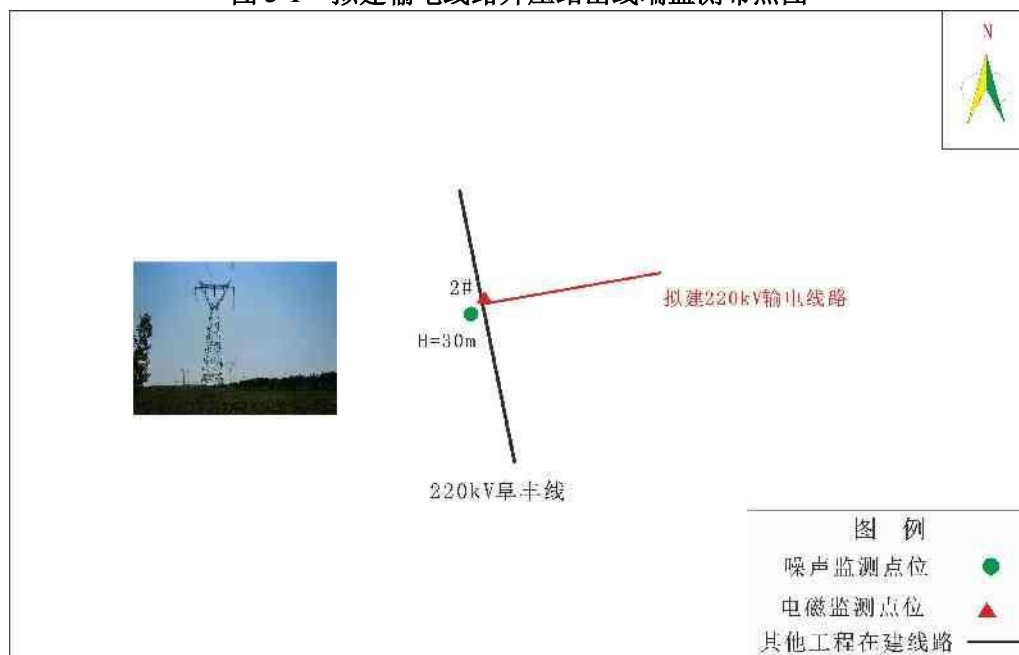 N
2#
拟建220kV输电线路
H=30m
220kV阜丰线
图 例
噪声监测点位
电磁监测点位
其他工程在建线路